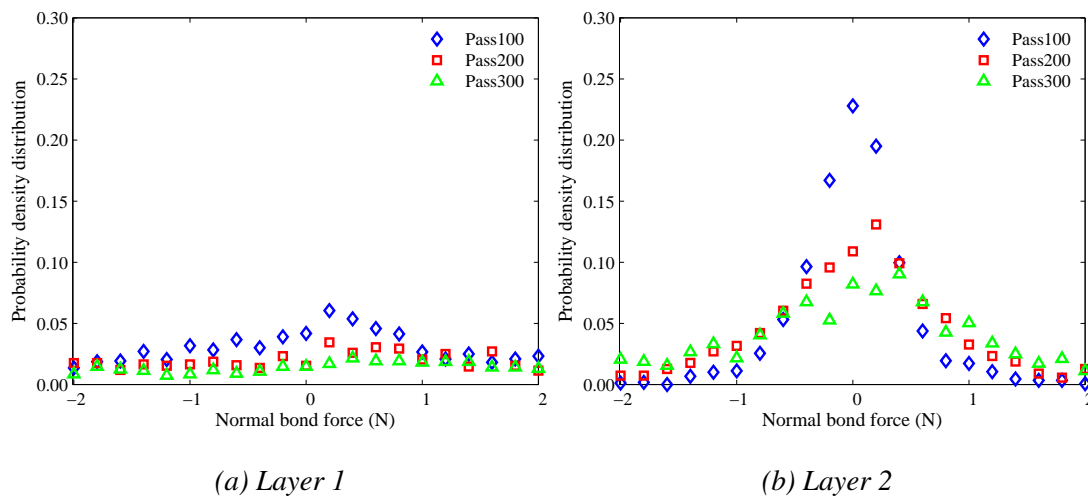 0.30
0.25
0.20
0.15
0.10
0.05
0.00
Probability density distribution
−2
−1
0
1
2
Normal bond force (N)
Pass100
Pass200
Pass300
(a) Layer 1
0.30
0.25
0.20
0.15
0.10
0.05
0.00
Probability density distribution
−2
−1
0
1
2
Normal bond force (N)
Pass100
Pass200
Pass300
(b) Layer 2